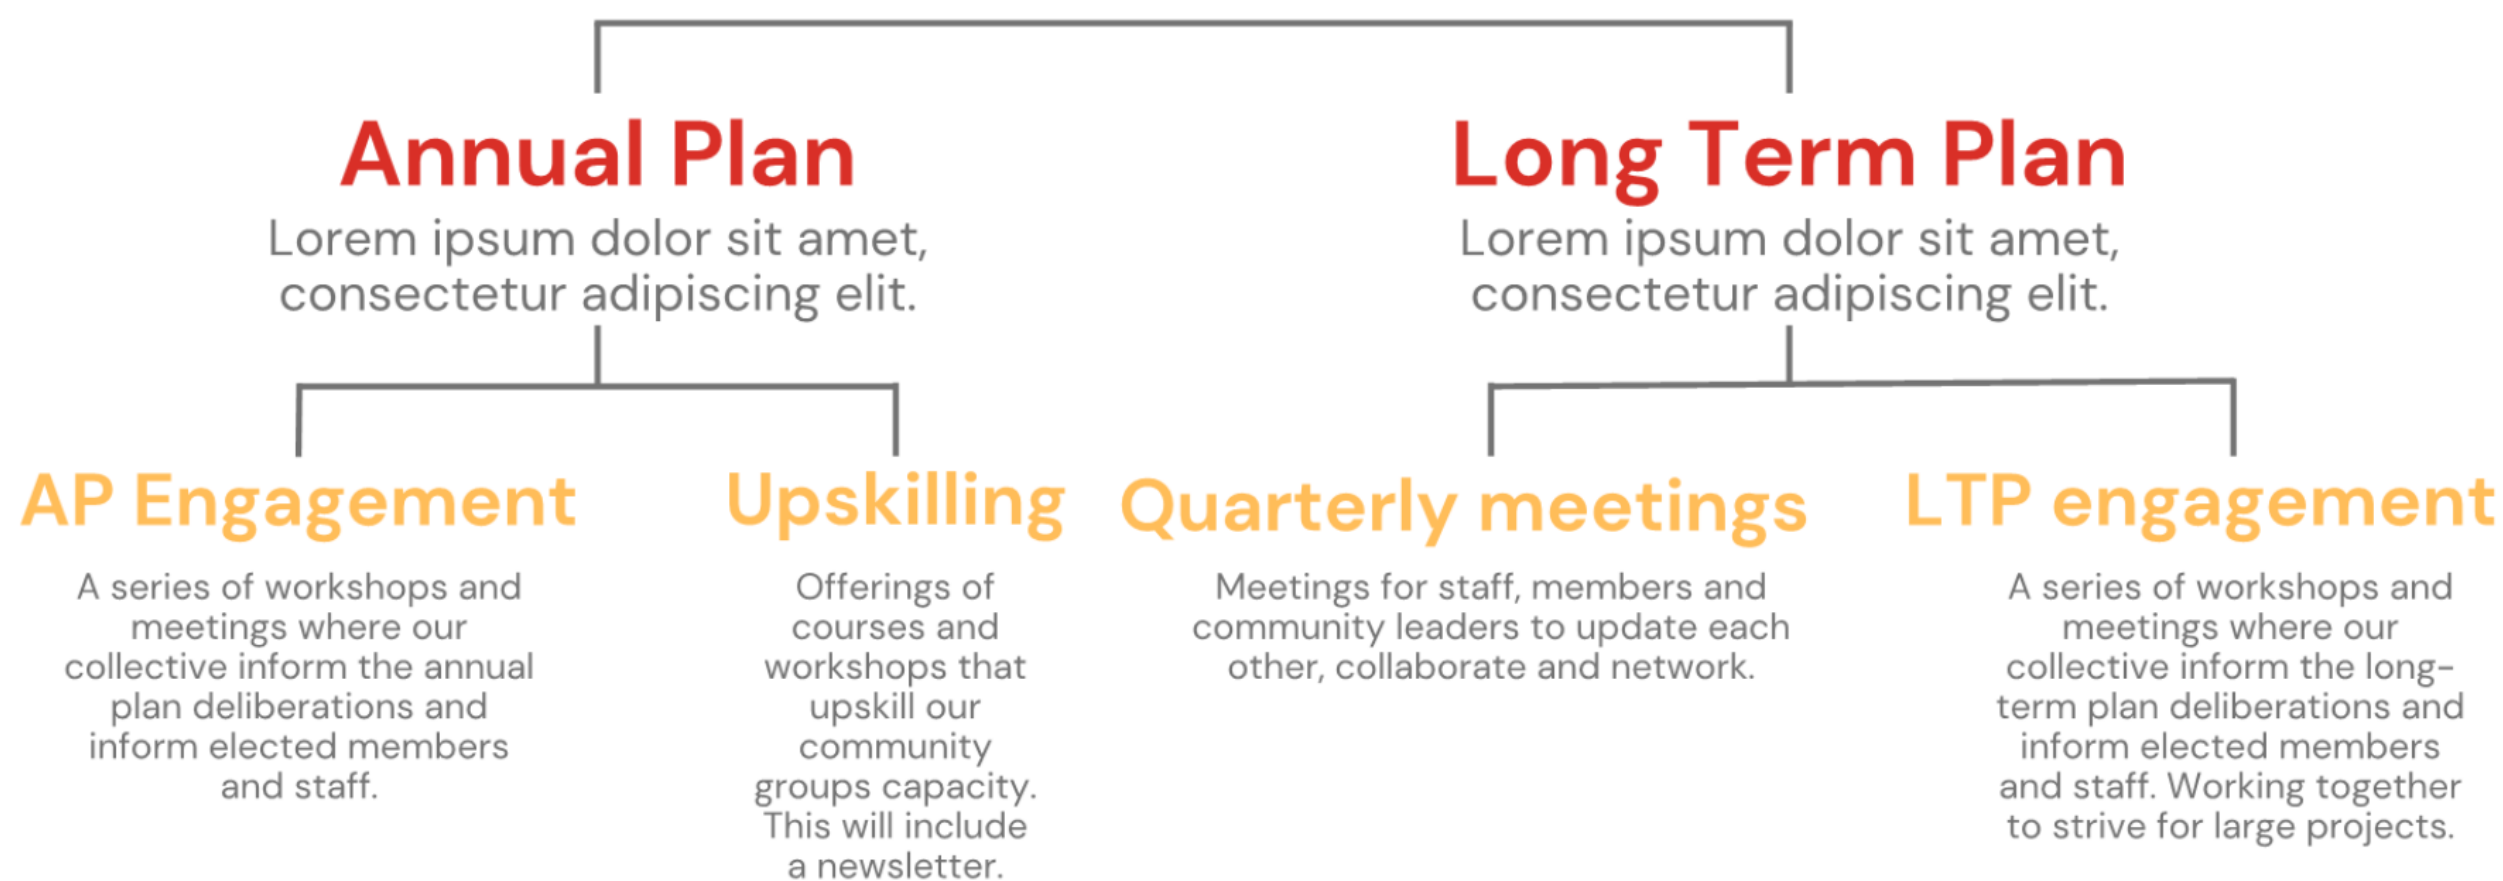 Annual Plan
Lorem ipsum dolor sit amet,
consectetur adipiscing elit.
Long Term Plan
Lorem ipsum dolor sit amet,
consectetur adipiscing elit.
AP Engagement
A series of workshops and
meetings where our
collective inform the annual
plan deliberations and
inform elected members
and staff.
Upskilling
Offerings of
courses and
workshops that
upskill our
community
groups capacity.
This will include
a newsletter.
Quarterly meetings
Meetings for staff, members and
community leaders to update each
other, collaborate and network.
LTP engagement
A series of workshops and
meetings where our
collective inform the long-
term plan deliberations and
inform elected members
and staff. Working together
to strive for large projects.